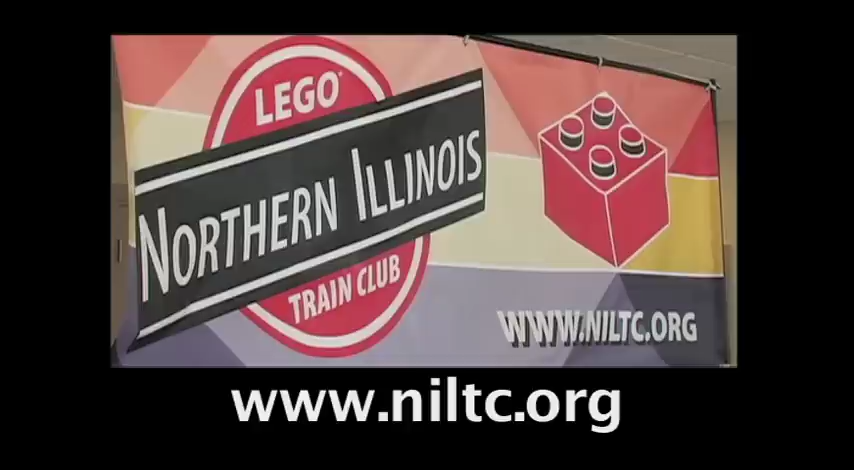 LEGO
NORTHERN ILLINOIS
TRAIN CLUB
WWW.NILTC.ORG
www.niltc.org